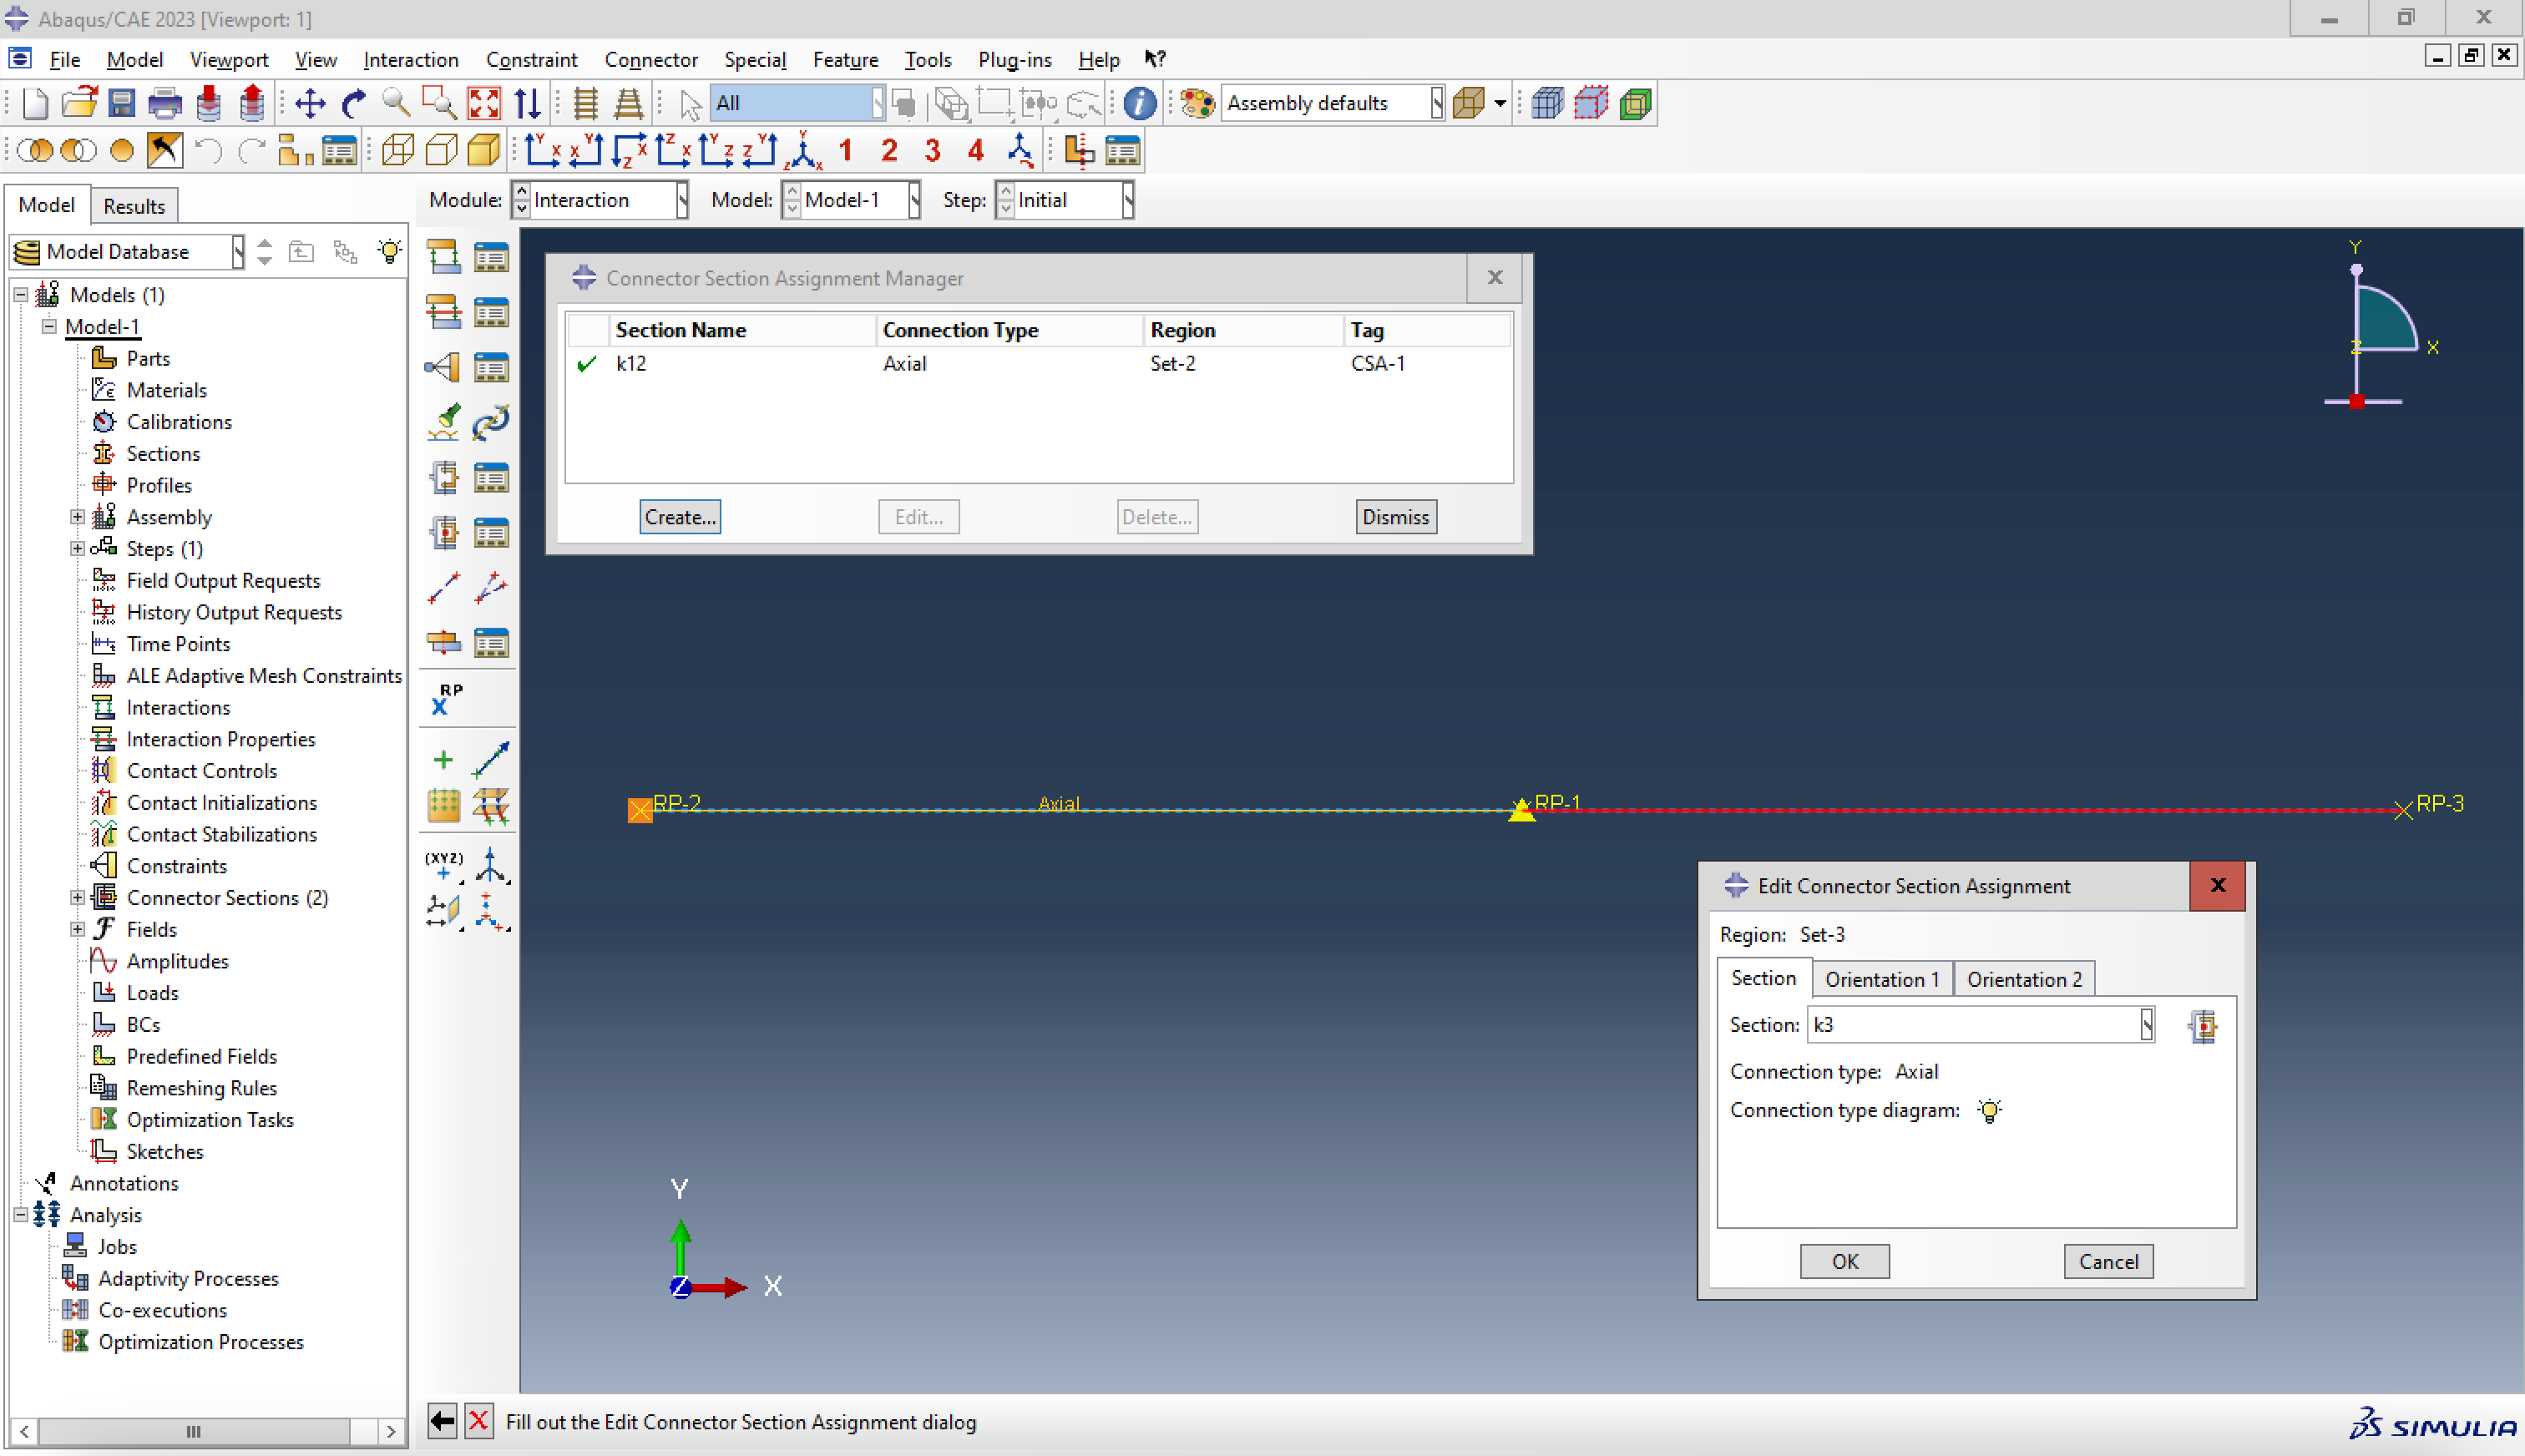 Abaqus/CAE 2023 [Viewport: 1]
File Model Viewport View Interaction Constraint Connector Special Feature Tools Plug-ins Help
All
Assembly defaults
1 2 3 4
Model Results
Module: Interaction Model: Model-1 Step: Initial
Model Database
Models (1)
Model-1
Parts
Materials
Calibrations
Sections
Profiles
Assembly
Steps (1)
Field Output Requests
History Output Requests
Time Points
ALE Adaptive Mesh Constraints
Interactions
Interaction Properties
Contact Controls
Contact Initializations
Contact Stabilizations
Constraints
Connector Sections (2)
Fields
Amplitudes
Loads
BCs
Predefined Fields
Remeshing Rules
Optimization Tasks
Sketches
Annotations
Analysis
Jobs
Adaptivity Processes
Co-executions
Optimization Processes
RP
(XYZ)
Connector Section Assignment Manager
Section Name Connection Type Region Tag
k12 Axial Set-2 CSA-1
Create... Edit... Delete... Dismiss
Y
Z X
RP-2 Axial RP-1 RP-3
Edit Connector Section Assignment
Region: Set-3
Section Orientation 1 Orientation 2
Section: k3
Connection type: Axial
Connection type diagram:
OK Cancel
Y
Z X
Fill out the Edit Connector Section Assignment dialog
SIMULIA